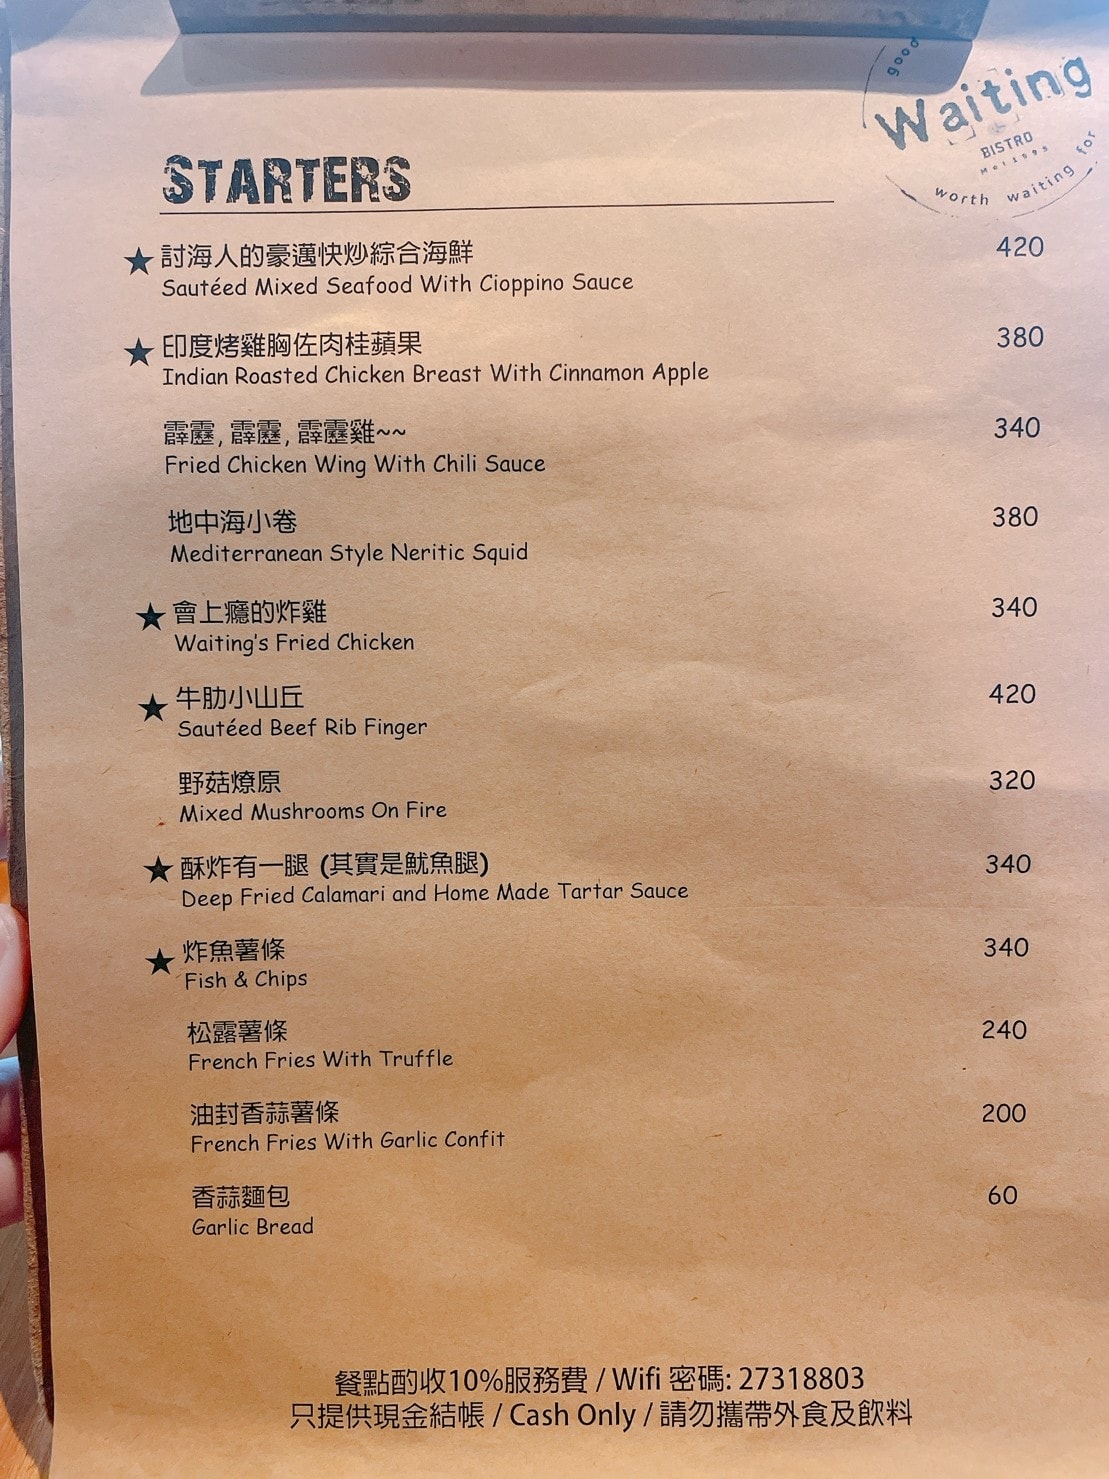 good
Waiting
BISTRO
worth waiting for
STARTERS
★ 討海人的豪邁快炒綜合海鮮 420
Sautéed Mixed Seafood With Cioppino Sauce
★ 印度烤雞胸佐肉桂蘋果 380
Indian Roasted Chicken Breast With Cinnamon Apple
霹靂, 霹靂, 霹靂雞~~ 340
Fried Chicken Wing With Chili Sauce
地中海小卷 380
Mediterranean Style Neritic Squid
★ 會上癮的炸雞 340
Waiting's Fried Chicken
★ 牛肋小山丘 420
Sautéed Beef Rib Finger
野菇燎原 320
Mixed Mushrooms On Fire
★ 酥炸有一腿 (其實是魷魚腿) 340
Deep Fried Calamari and Home Made Tartar Sauce
★ 炸魚薯條 340
Fish & Chips
松露薯條 240
French Fries With Truffle
油封香蒜薯條 200
French Fries With Garlic Confit
香蒜麵包 60
Garlic Bread
餐點酌收10%服務費 / Wifi 密碼: 27318803
只提供現金結帳 / Cash Only / 請勿攜帶外食及飲料